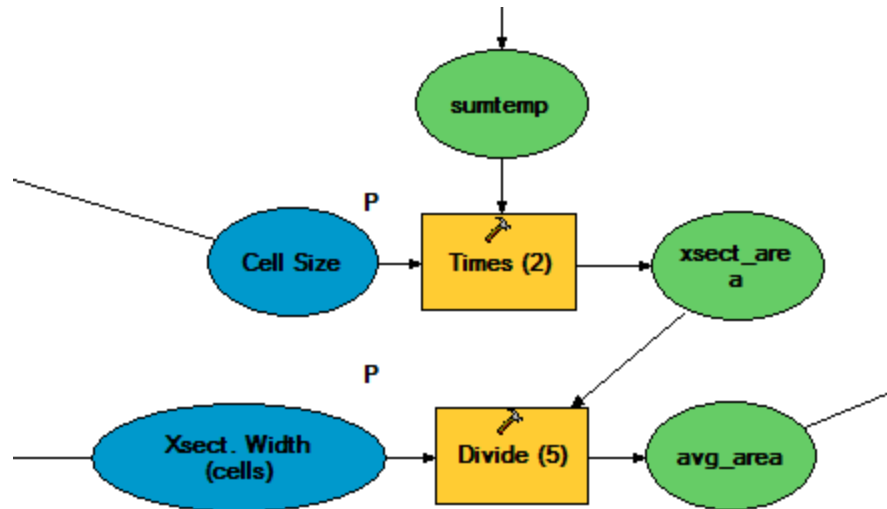 sumtemp
P
Cell Size
Times (2)
xsect_are
a
P
Xsect. Width
(cells)
Divide (5)
avg_area